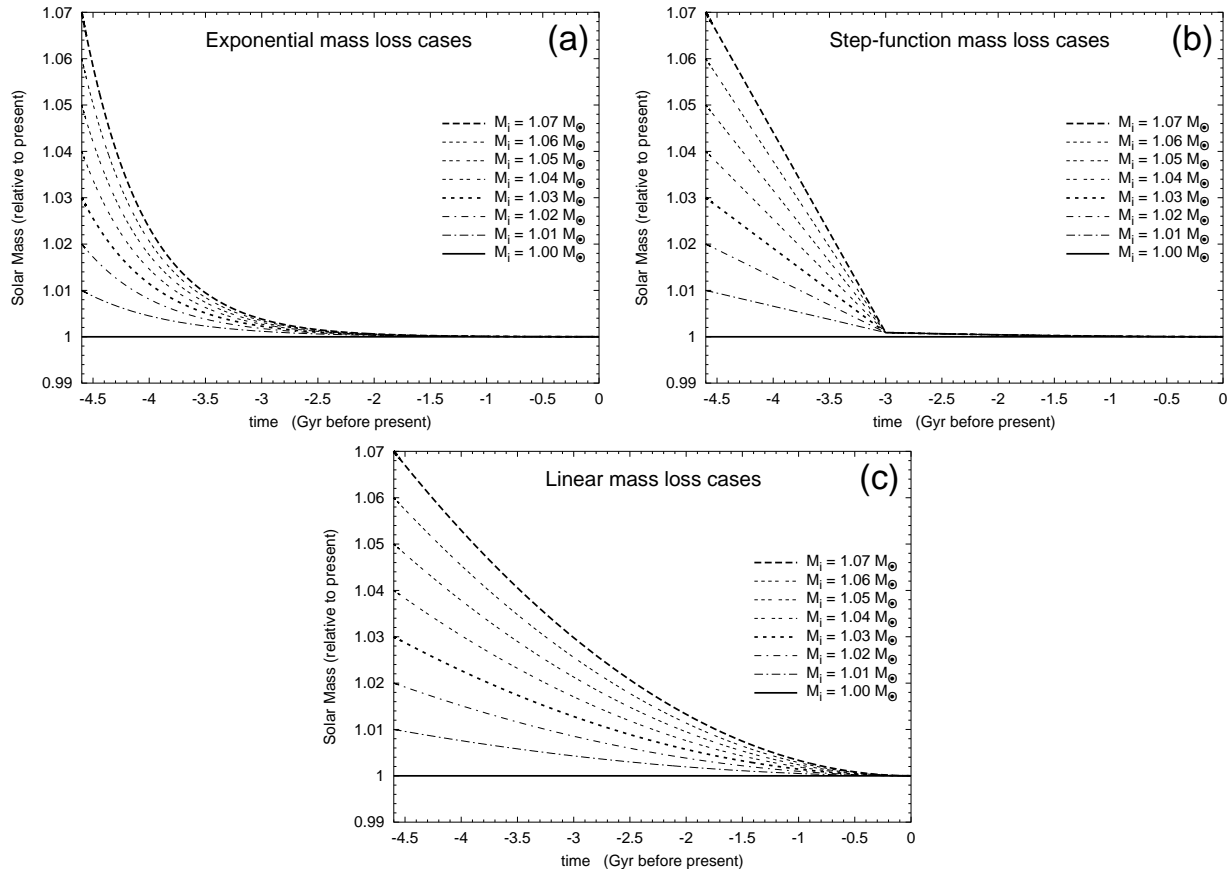 Exponential mass loss cases
(a)
1.07
1.06
1.05
1.04
1.03
1.02
1.01
1
0.99
Solar Mass (relative to present)
M_i = 1.07 M_☉
M_i = 1.06 M_☉
M_i = 1.05 M_☉
M_i = 1.04 M_☉
M_i = 1.03 M_☉
M_i = 1.02 M_☉
M_i = 1.01 M_☉
M_i = 1.00 M_☉
-4.5 -4 -3.5 -3 -2.5 -2 -1.5 -1 -0.5 0
time (Gyr before present)
Step-function mass loss cases
(b)
1.07
1.06
1.05
1.04
1.03
1.02
1.01
1
0.99
Solar Mass (relative to present)
M_i = 1.07 M_☉
M_i = 1.06 M_☉
M_i = 1.05 M_☉
M_i = 1.04 M_☉
M_i = 1.03 M_☉
M_i = 1.02 M_☉
M_i = 1.01 M_☉
M_i = 1.00 M_☉
-4.5 -4 -3.5 -3 -2.5 -2 -1.5 -1 -0.5 0
time (Gyr before present)
Linear mass loss cases
(c)
1.07
1.06
1.05
1.04
1.03
1.02
1.01
1
0.99
Solar Mass (relative to present)
M_i = 1.07 M_☉
M_i = 1.06 M_☉
M_i = 1.05 M_☉
M_i = 1.04 M_☉
M_i = 1.03 M_☉
M_i = 1.02 M_☉
M_i = 1.01 M_☉
M_i = 1.00 M_☉
-4.5 -4 -3.5 -3 -2.5 -2 -1.5 -1 -0.5 0
time (Gyr before present)